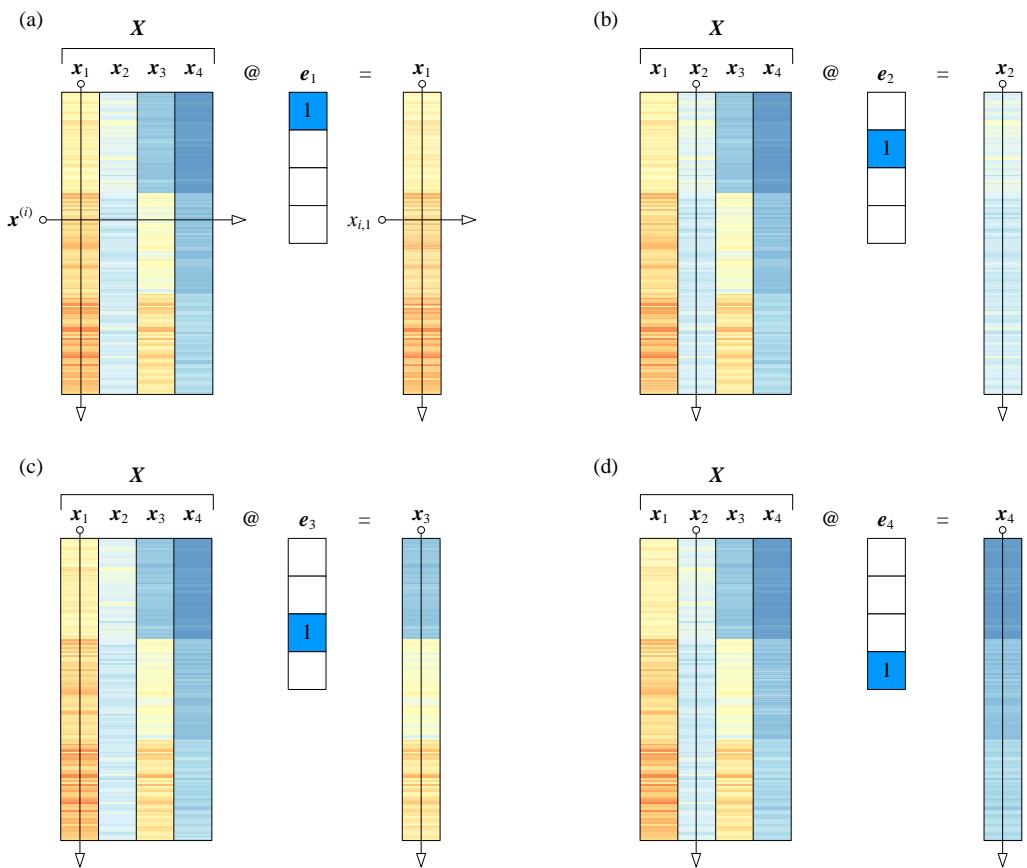 (a)
X
x1 x2 x3 x4 @ e1 = x1
1
x(i)
xi,1
(b)
X
x1 x2 x3 x4 @ e2 = x2
1
(c)
X
x1 x2 x3 x4 @ e3 = x3
1
(d)
X
x1 x2 x3 x4 @ e4 = x4
1